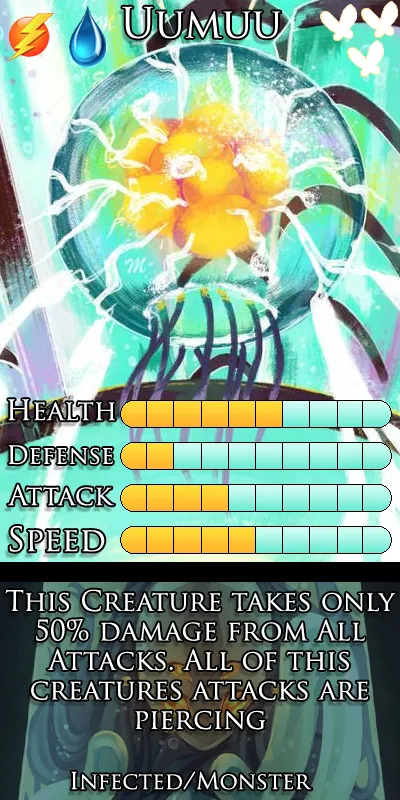 Uumuu
Health
Defense
Attack
Speed
This Creature takes only
50% damage from All
Attacks. All of this
creatures attacks are
piercing
Infected/Monster